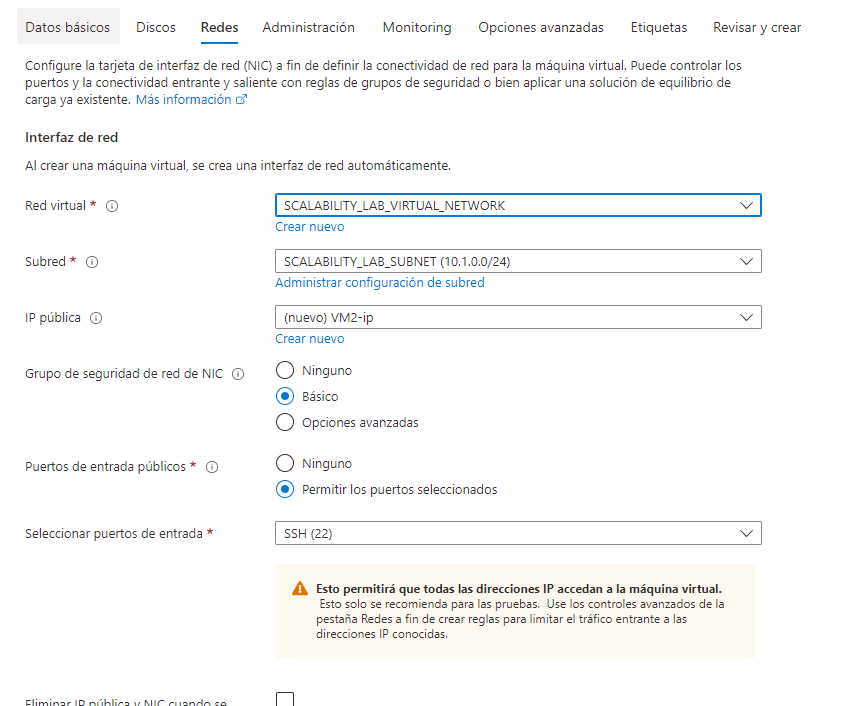 Datos básicos Discos Redes Administración Monitoring Opciones avanzadas Etiquetas Revisar y crear
Configure la tarjeta de interfaz de red (NIC) a fin de definir la conectividad de red para la máquina virtual. Puede controlar los
puertos y la conectividad entrante y saliente con reglas de grupos de seguridad o bien aplicar una solución de equilibrio de
carga ya existente. Más información
Interfaz de red
Al crear una máquina virtual, se crea una interfaz de red automáticamente.
Red virtual * SCALABILITY_LAB_VIRTUAL_NETWORK
Crear nuevo
Subred * SCALABILITY_LAB_SUBNET (10.1.0.0/24)
Administrar configuración de subred
IP pública (nuevo) VM2-ip
Crear nuevo
Grupo de seguridad de red de NIC Ninguno
Básico
Opciones avanzadas
Puertos de entrada públicos * Ninguno
Permitir los puertos seleccionados
Seleccionar puertos de entrada * SSH (22)
Esto permitirá que todas las direcciones IP accedan a la máquina virtual.
Esto solo se recomienda para las pruebas. Use los controles avanzados de la
pestaña Redes a fin de crear reglas para limitar el tráfico entrante a las
direcciones IP conocidas.
Eliminar IP pública y NIC cuando se